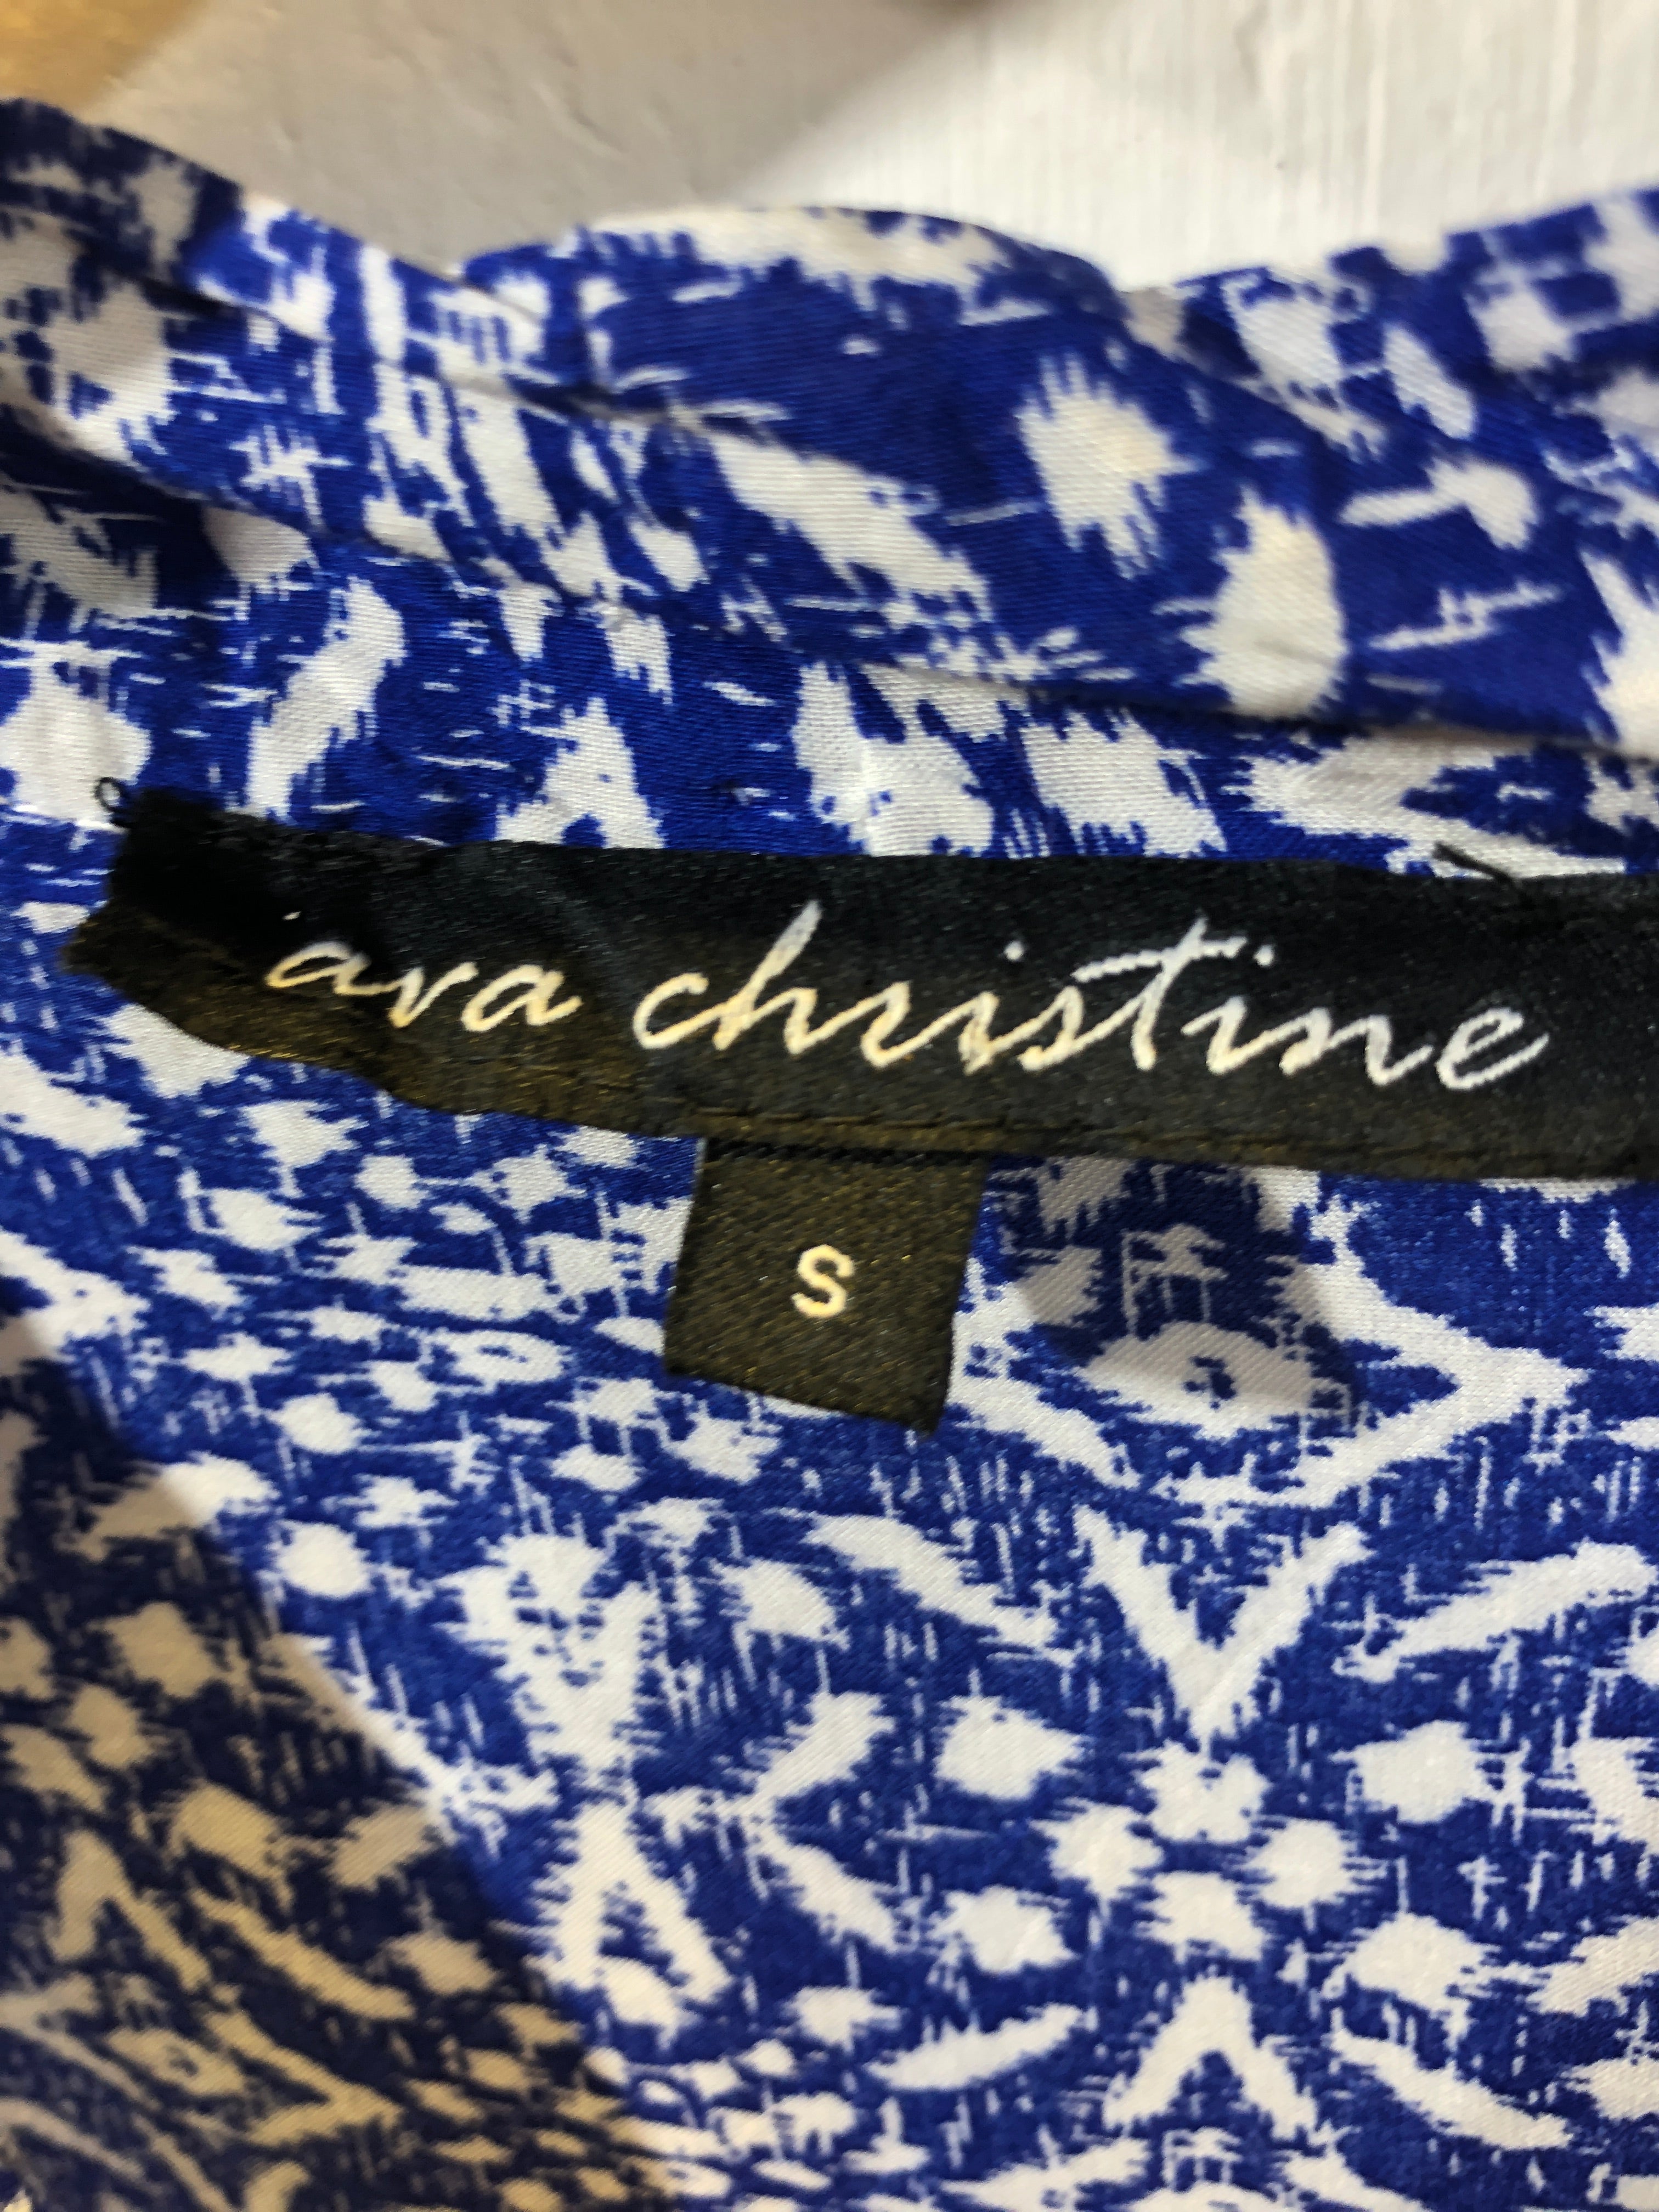 ava christine
S